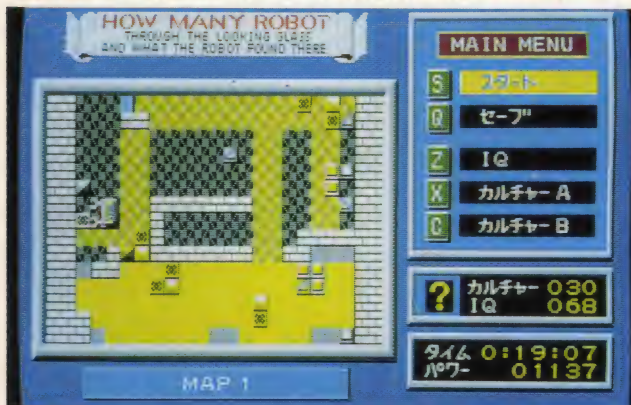 HOW MANY ROBOT
THROUGH THE LOOKING GLASS
AND WHAT THE ROBOT FOUND THERE
MAP 1
MAIN MENU
S スタート
Q セーブ
Z IQ
X カルチャーA
C カルチャーB
? カルチャー 030
IQ 068
タイム 0:19:07
パワー 01137